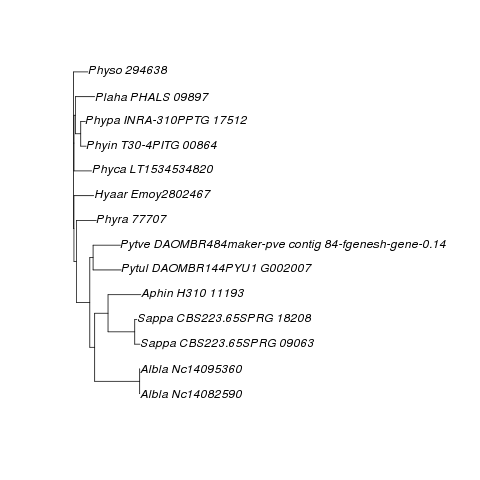 Physo 294638
Plaha PHALS 09897
Phypa INRA-310PPTG 17512
Phyin T30-4PITG 00864
Phyca LT1534534820
Hyaar Emoy2802467
Phyra 77707
Pytve DAOMBR484maker-pve contig 84-fgenesh-gene-0.14
Pytul DAOMBR144PYU1 G002007
Aphin H310 11193
Sappa CBS223.65SPRG 18208
Sappa CBS223.65SPRG 09063
Albla Nc14095360
Albla Nc14082590